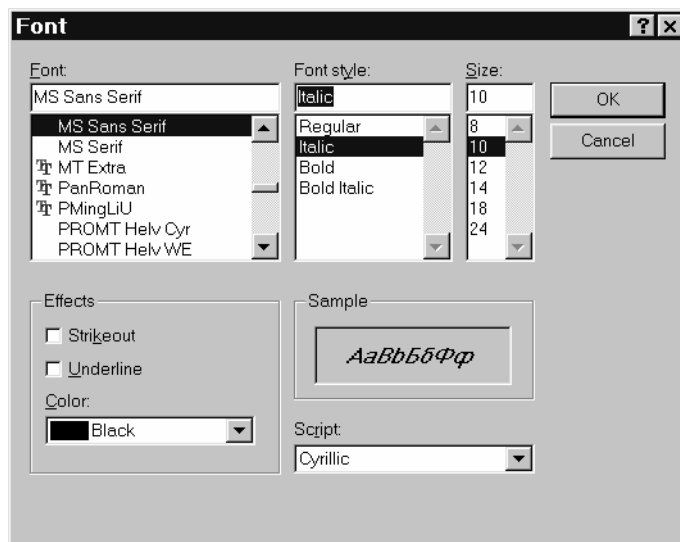 Font
Font:
MS Sans Serif
MS Sans Serif
MS Serif
MT Extra
PanRoman
PMingLiU
PROMT Helv Cyr
PROMT Helv WE
Font style:
Italic
Regular
Italic
Bold
Bold Italic
Size:
10
8
10
12
14
18
24
OK
Cancel
Effects
Strikeout
Underline
Color:
Black
Sample
AaBbБбФф
Script:
Cyrillic